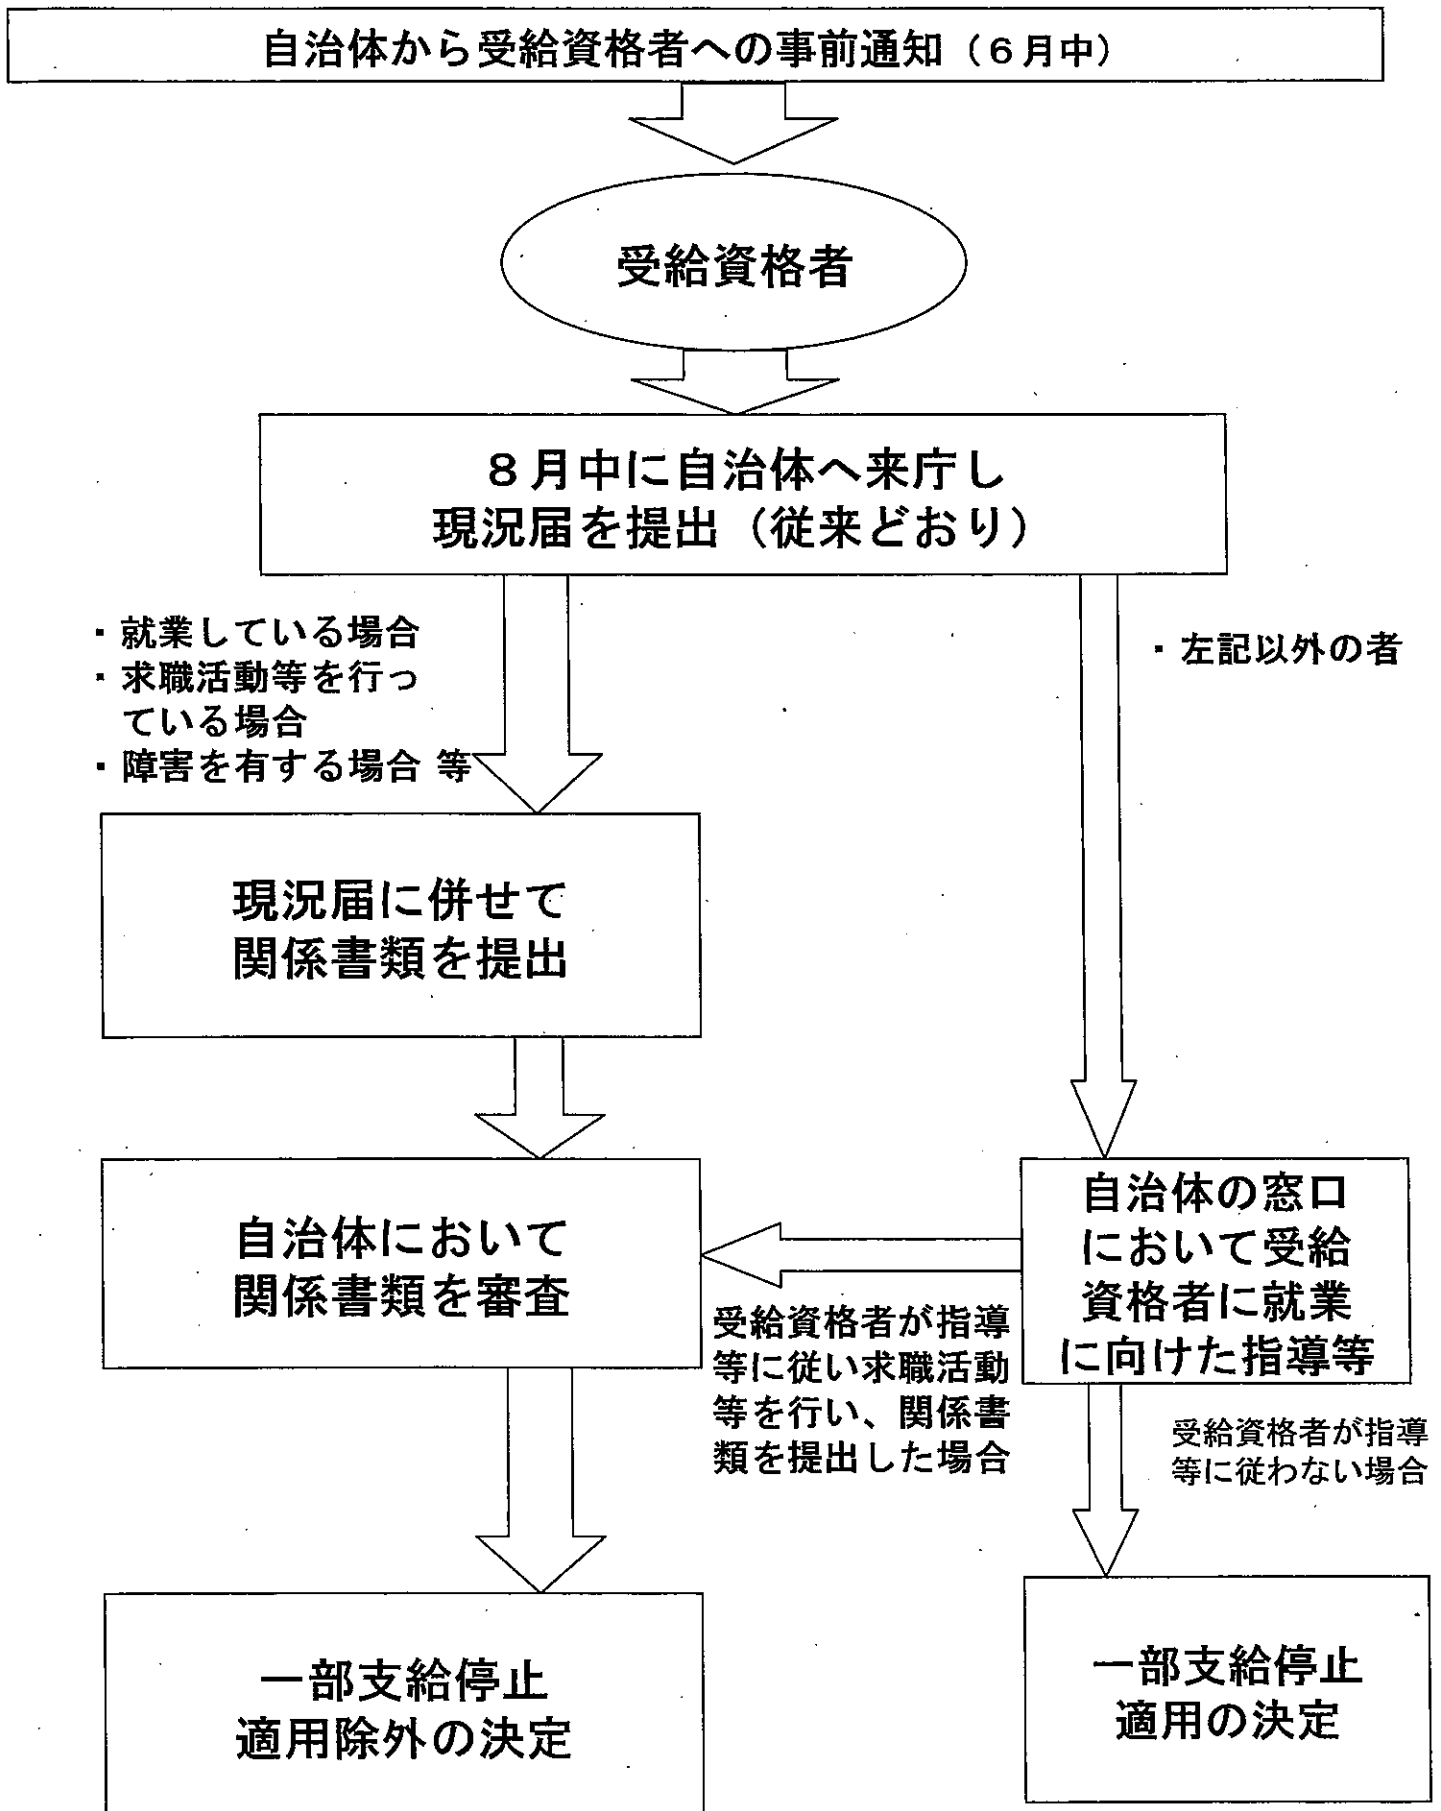 自治体から受給資格者への事前通知（６月中）
受給資格者
８月中に自治体へ来庁し
現況届を提出（従来どおり）
・就業している場合
・求職活動等を行っ
ている場合
・障害を有する場合 等
・左記以外の者
現況届に併せて
関係書類を提出
自治体において
関係書類を審査
自治体の窓口
において受給
資格者に就業
に向けた指導等
受給資格者が指導
等に従い求職活動
等を行い、関係書
類を提出した場合
受給資格者が指導
等に従わない場合
一部支給停止
適用除外の決定
一部支給停止
適用の決定